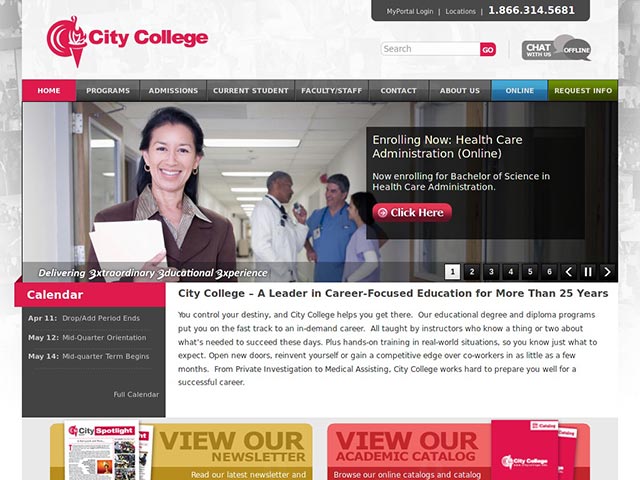 MyPortal Login | Locations | 1.866.314.5681
City College
Search GO
CHAT WITH US OFFLINE
HOME PROGRAMS ADMISSIONS CURRENT STUDENT FACULTY/STAFF CONTACT ABOUT US ONLINE REQUEST INFO
Enrolling Now: Health Care
Administration (Online)
Now enrolling for Bachelor of Science in
Health Care Administration.
Click Here
Delivering Extraordinary Educational Experience
1 2 3 4 5 6
Calendar
Apr 11: Drop/Add Period Ends
May 12: Mid-Quarter Orientation
May 14: Mid-quarter Term Begins
Full Calendar
City College – A Leader in Career-Focused Education for More Than 25 Years
You control your destiny, and City College helps you get there. Our educational degree and diploma programs
put you on the fast track to an in-demand career. All taught by instructors who know a thing or two about
what's needed to succeed these days. Plus hands-on training in real-world situations, so you know just what to
expect. Open new doors, reinvent yourself or gain a competitive edge over co-workers in as little as a few
months. From Private Investigation to Medical Assisting, City College works hard to prepare you well for a
successful career.
City Spotlight
VIEW OUR
NEWSLETTER
Read our latest newsletter and
VIEW OUR
ACADEMIC CATALOG
Browse our online catalogs and catalog
Catalog
City College